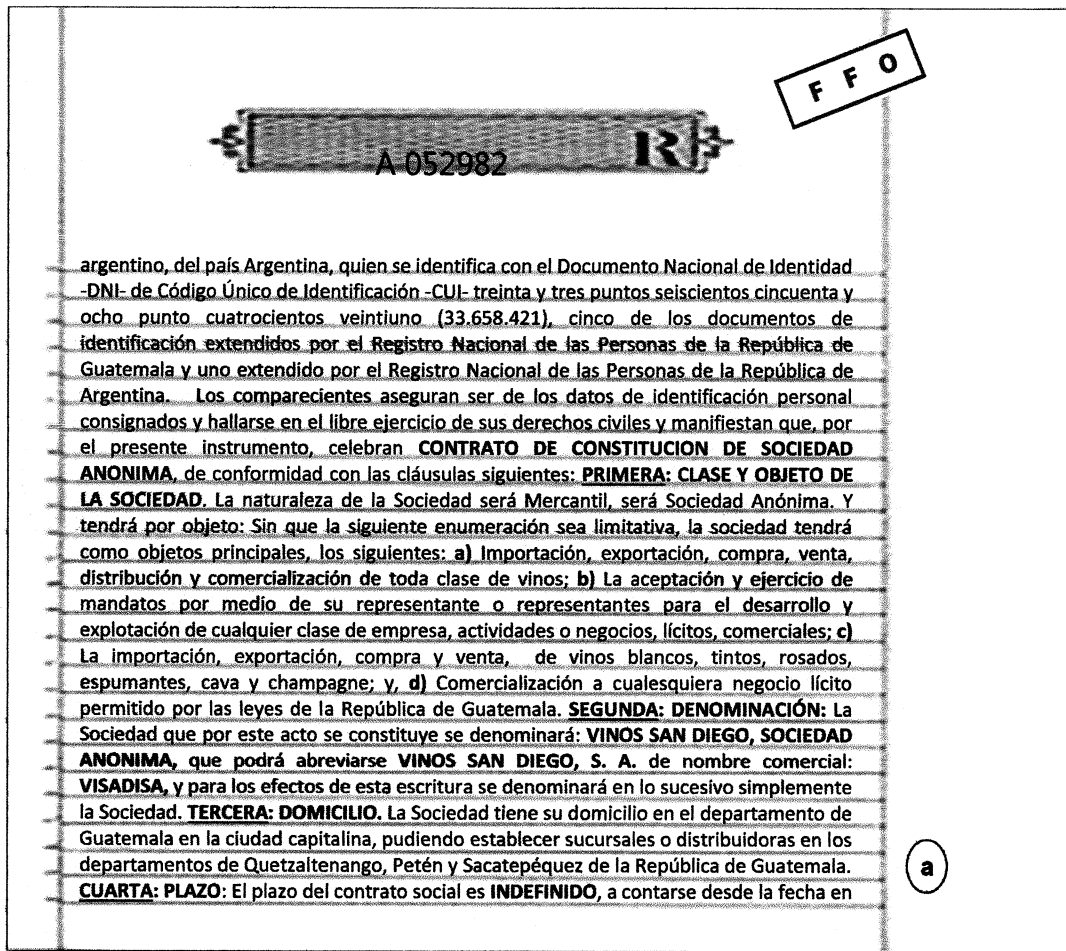 F F O
A 052982
R
argentino, del país Argentina, quien se identifica con el Documento Nacional de Identidad
-DNI- de Código Único de Identificación -CUI- treinta y tres puntos seiscientos cincuenta y
ocho punto cuatrocientos veintiuno (33.658.421), cinco de los documentos de
identificación extendidos por el Registro Nacional de las Personas de la República de
Guatemala y uno extendido por el Registro Nacional de las Personas de la República de
Argentina. Los comparecientes aseguran ser de los datos de identificación personal
consignados y hallarse en el libre ejercicio de sus derechos civiles y manifiestan que, por
el presente instrumento, celebran CONTRATO DE CONSTITUCION DE SOCIEDAD
ANONIMA, de conformidad con las cláusulas siguientes: PRIMERA: CLASE Y OBJETO DE
LA SOCIEDAD. La naturaleza de la Sociedad será Mercantil, será Sociedad Anónima. Y
tendrá por objeto: Sin que la siguiente enumeración sea limitativa, la sociedad tendrá
como objetos principales, los siguientes: a) Importación, exportación, compra, venta,
distribución y comercialización de toda clase de vinos; b) La aceptación y ejercicio de
mandatos por medio de su representante o representantes para el desarrollo y
explotación de cualquier clase de empresa, actividades o negocios, lícitos, comerciales; c)
La importación, exportación, compra y venta, de vinos blancos, tintos, rosados,
espumantes, cava y champagne; y, d) Comercialización a cualesquiera negocio lícito
permitido por las leyes de la República de Guatemala. SEGUNDA: DENOMINACIÓN: La
Sociedad que por este acto se constituye se denominará: VINOS SAN DIEGO, SOCIEDAD
ANONIMA, que podrá abreviarse VINOS SAN DIEGO, S. A. de nombre comercial:
VISADISA, y para los efectos de esta escritura se denominará en lo sucesivo simplemente
la Sociedad. TERCERA: DOMICILIO. La Sociedad tiene su domicilio en el departamento de
Guatemala en la ciudad capitalina, pudiendo establecer sucursales o distribuidoras en los
departamentos de Quetzaltenango, Petén y Sacatepéquez de la República de Guatemala.
CUARTA: PLAZO: El plazo del contrato social es INDEFINIDO, a contarse desde la fecha en
a